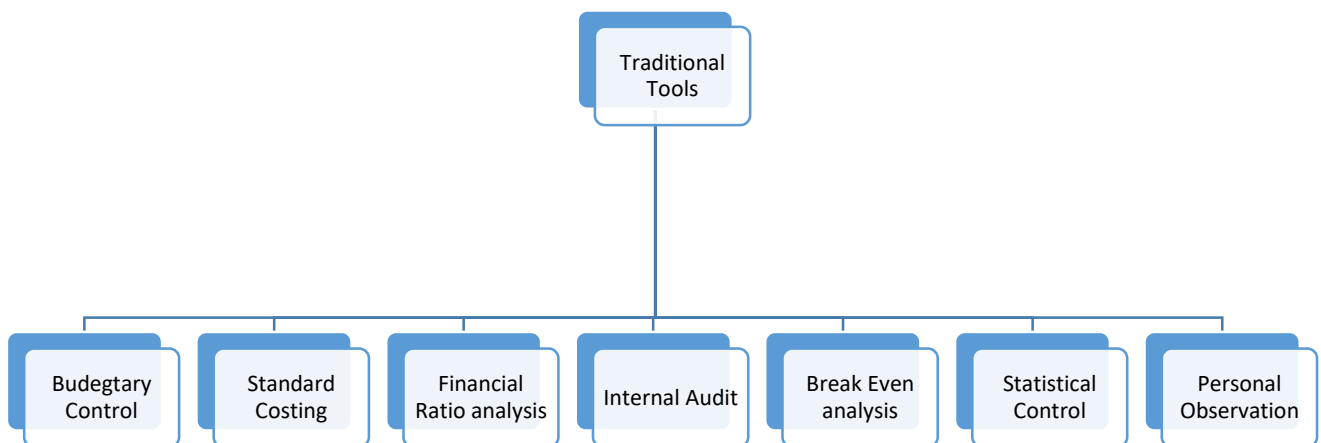 Traditional
Tools
Budegtary
Control
Standard
Costing
Financial
Ratio analysis
Internal Audit
Break Even
analysis
Statistical
Control
Personal
Observation